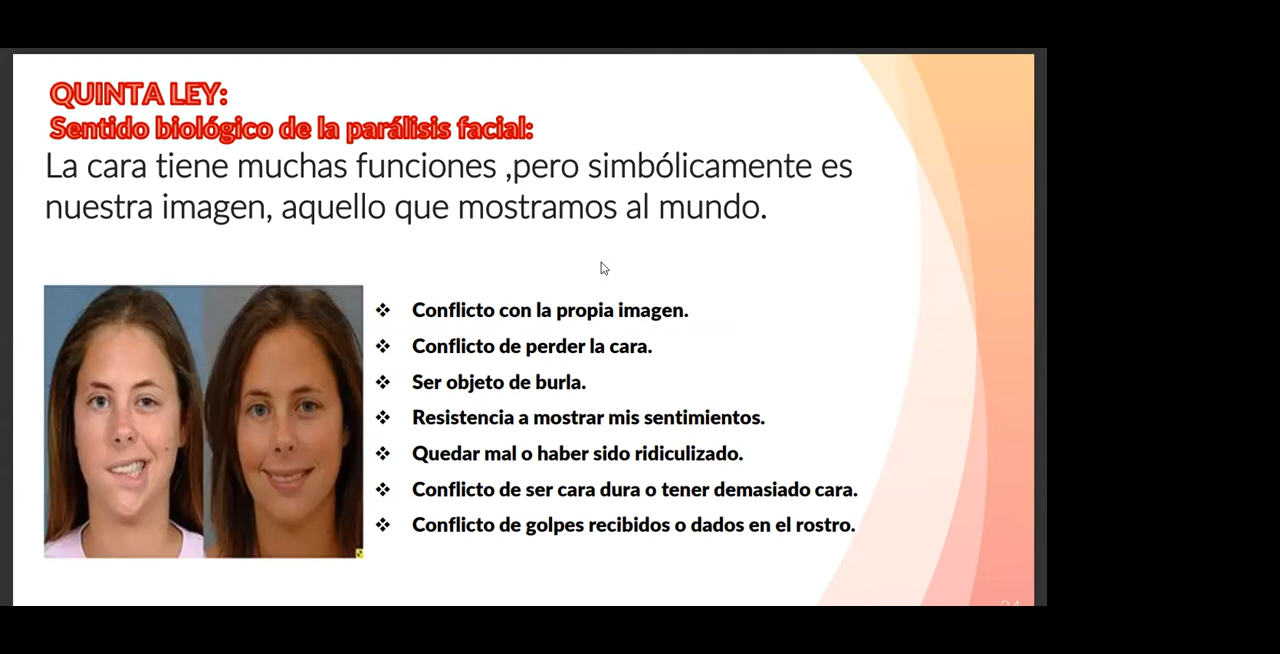 QUINTA LEY:
Sentido biológico de la parálisis facial:
La cara tiene muchas funciones ,pero simbólicamente es
nuestra imagen, aquello que mostramos al mundo.
Conflicto con la propia imagen.
Conflicto de perder la cara.
Ser objeto de burla.
Resistencia a mostrar mis sentimientos.
Quedar mal o haber sido ridiculizado.
Conflicto de ser cara dura o tener demasiado cara.
Conflicto de golpes recibidos o dados en el rostro.